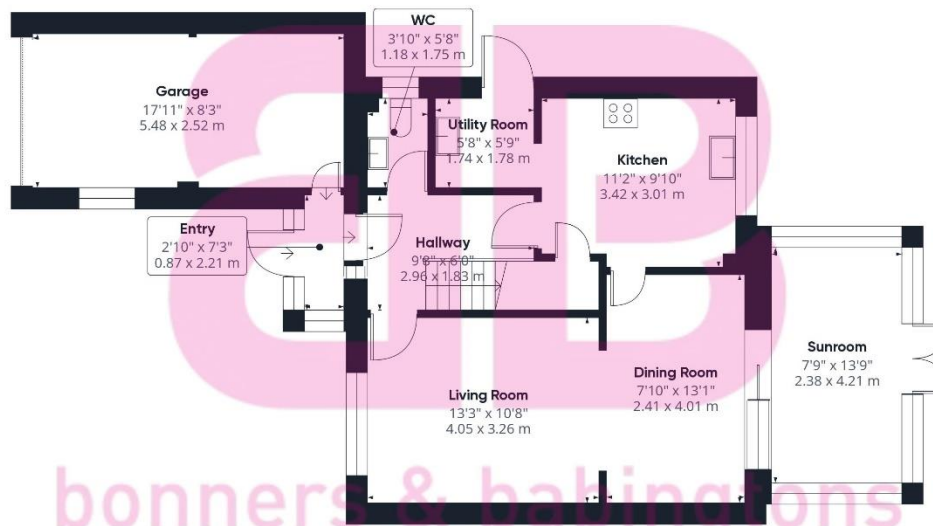 WC
3'10" x 5'8"
1.18 x 1.75 m
Garage
17'11" x 8'3"
5.48 x 2.52 m
Utility Room
5'8" x 5'9"
1.74 x 1.78 m
Kitchen
11'2" x 9'10"
3.42 x 3.01 m
Entry
2'10" x 7'3"
0.87 x 2.21 m
Hallway
9'8" x 6'0"
2.96 x 1.83 m
Sunroom
7'9" x 13'9"
2.38 x 4.21 m
Dining Room
7'10" x 13'1"
2.41 x 4.01 m
Living Room
13'3" x 10'8"
4.05 x 3.26 m
bonners & babingtons